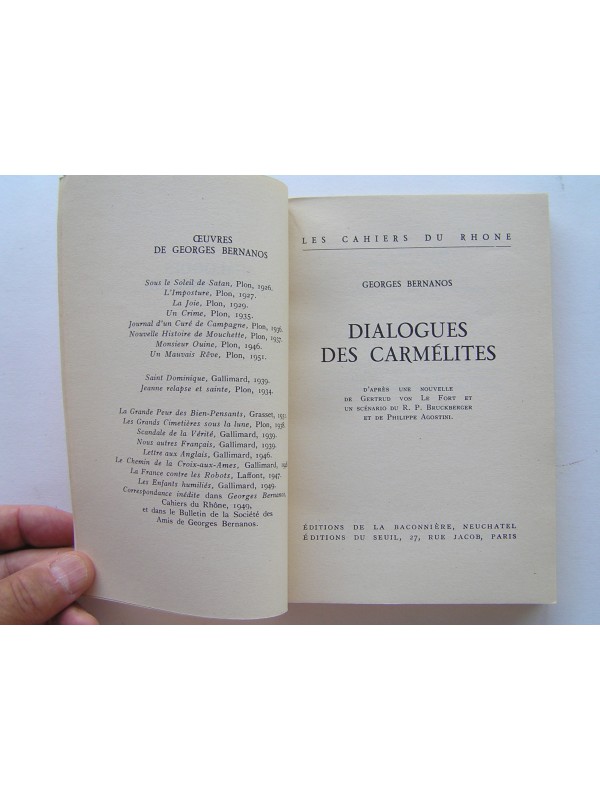 ŒUVRES
DE GEORGES BERNANOS
Sous le Soleil de Satan, Plon, 1926.
L'Imposture, Plon, 1927.
La Joie, Plon, 1929.
Un Crime, Plon, 1935.
Journal d'un Curé de Campagne, Plon, 1936.
Nouvelle Histoire de Mouchette, Plon, 1937.
Monsieur Ouine, Plon, 1946.
Un Mauvais Rêve, Plon, 1951.
Saint Dominique, Gallimard, 1939.
Jeanne relapse et sainte, Plon, 1934.
La Grande Peur des Bien-Pensants, Grasset,
Les Grands Cimetières sous la lune, Plon, 1938.
Scandale de la Vérité, Gallimard, 1939.
Nous autres Français, Gallimard, 1939.
Lettre aux Anglais, Gallimard, 1946.
Le Chemin de la Croix-aux-Ames, Gallimard,
La France contre les Robots, Laffont, 1947.
Les Enfants humiliés, Gallimard, 1949.
Correspondance inédite dans Georges Bernanos,
Cahiers du Rhône, 1949,
et dans le Bulletin de la Société des
Amis de Georges Bernanos.
LES CAHIERS DU RHONE
GEORGES BERNANOS
DIALOGUES
DES CARMÉLITES
D'APRÈS UNE NOUVELLE
DE GERTRUD VON LE FORT ET
UN SCÉNARIO DU R. P. BRUCKBERGER
ET DE PHILIPPE AGOSTINI.
ÉDITIONS DE LA BACONNIÈRE, NEUCHATEL
ÉDITIONS DU SEUIL, 27, RUE JACOB, PARIS